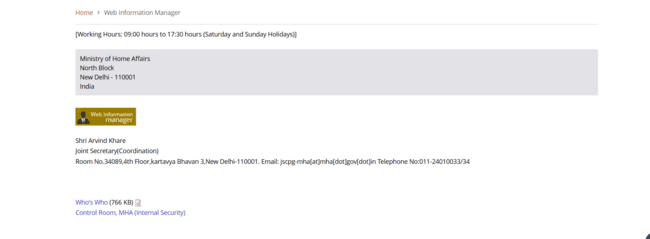 Home › Web Information Manager
[Working Hours: 09:00 hours to 17:30 hours (Saturday and Sunday Holidays)]
Ministry of Home Affairs
North Block
New Delhi - 110001
India
Web Information
manager
Shri Arvind Khare
Joint Secretary(Coordination)
Room No.34089,4th Floor,kartavya Bhavan 3,New Delhi-110001. Email: jscpg-mha[at]mha[dot]gov[dot]in Telephone No:011-24010033/34
Who's Who (766 KB)
Control Room, MHA (Internal Security)